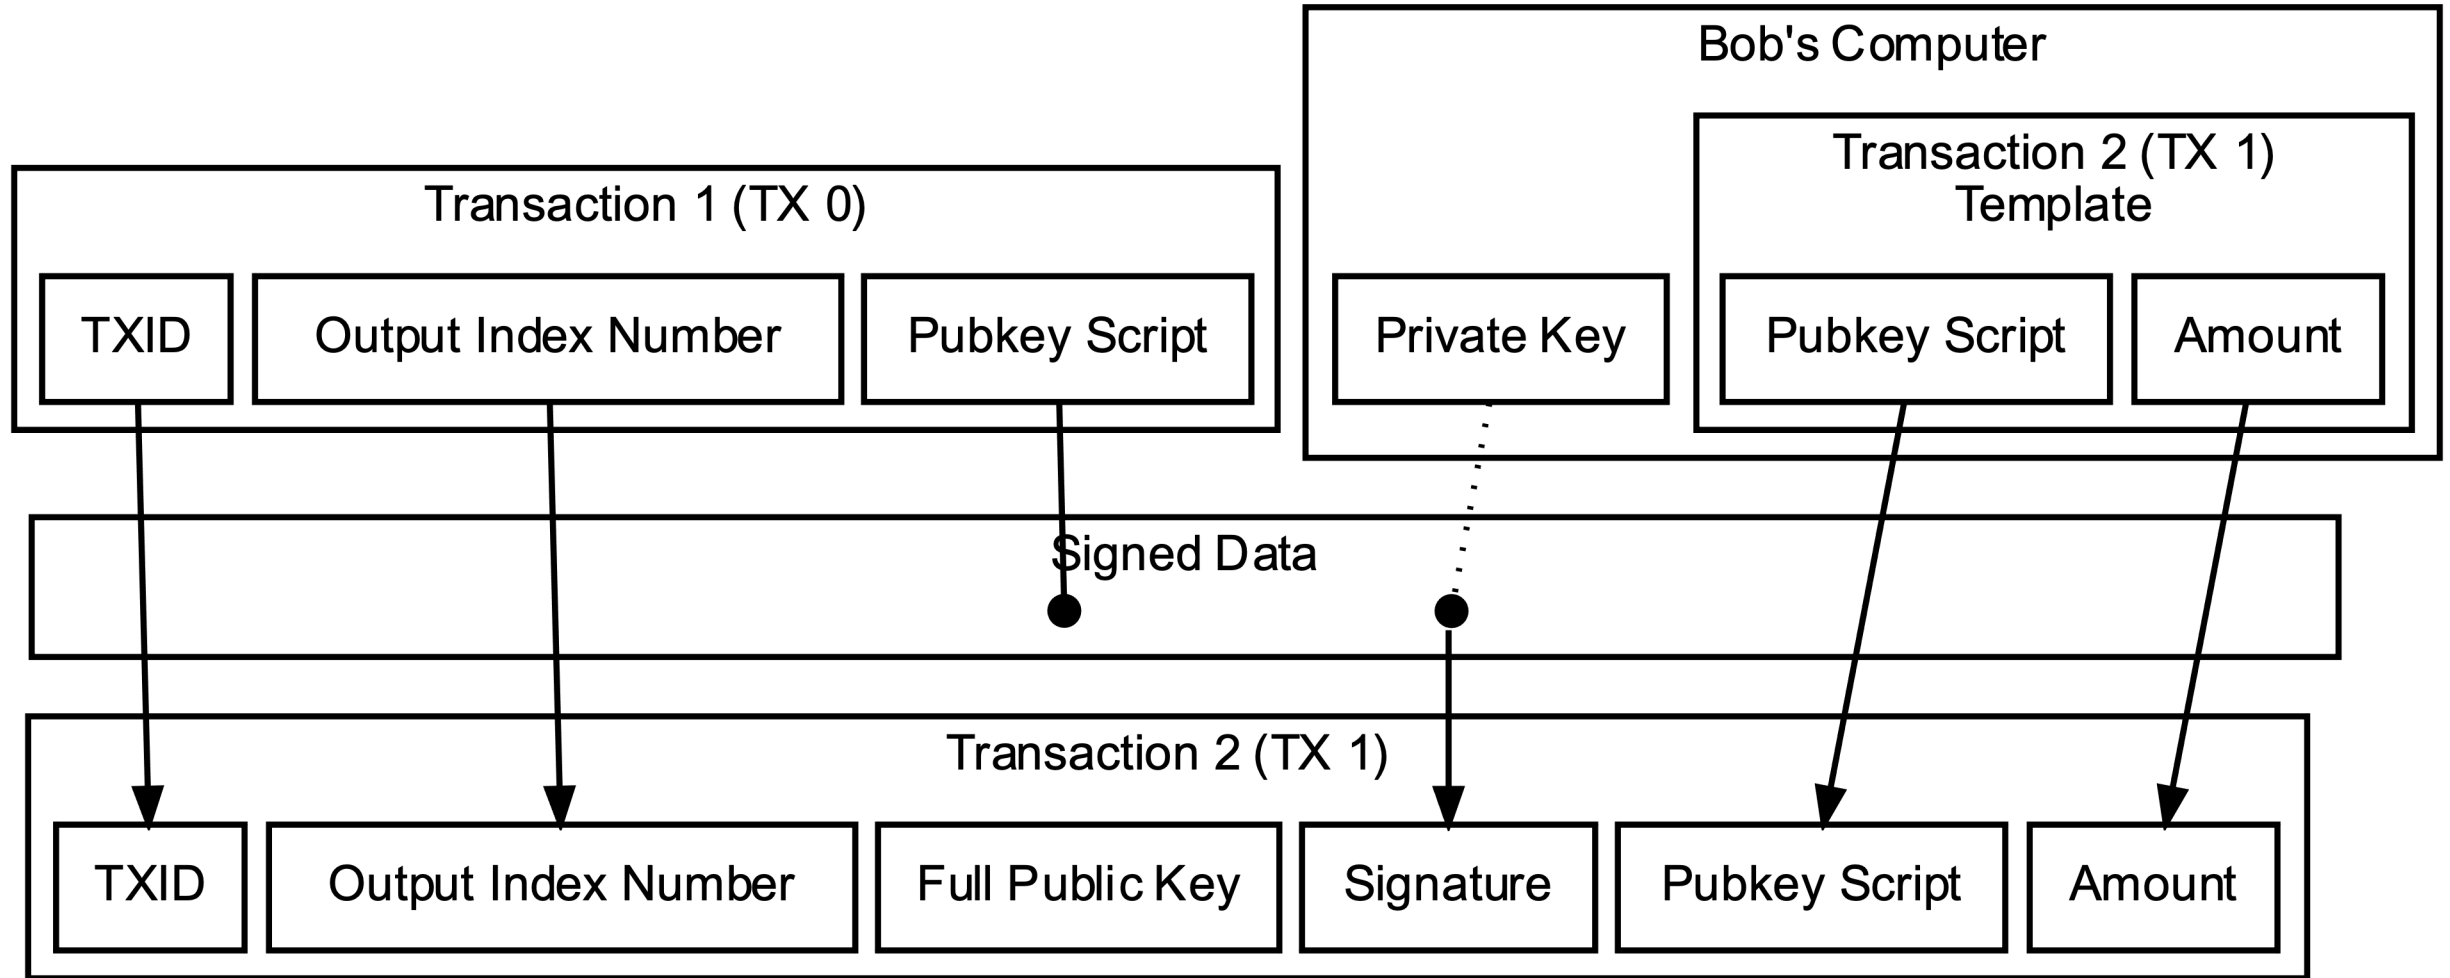 Bob's Computer
Transaction 2 (TX 1)
Template
Transaction 1 (TX 0)
TXID
Output Index Number
Pubkey Script
Private Key
Pubkey Script
Amount
Signed Data
Transaction 2 (TX 1)
TXID
Output Index Number
Full Public Key
Signature
Pubkey Script
Amount